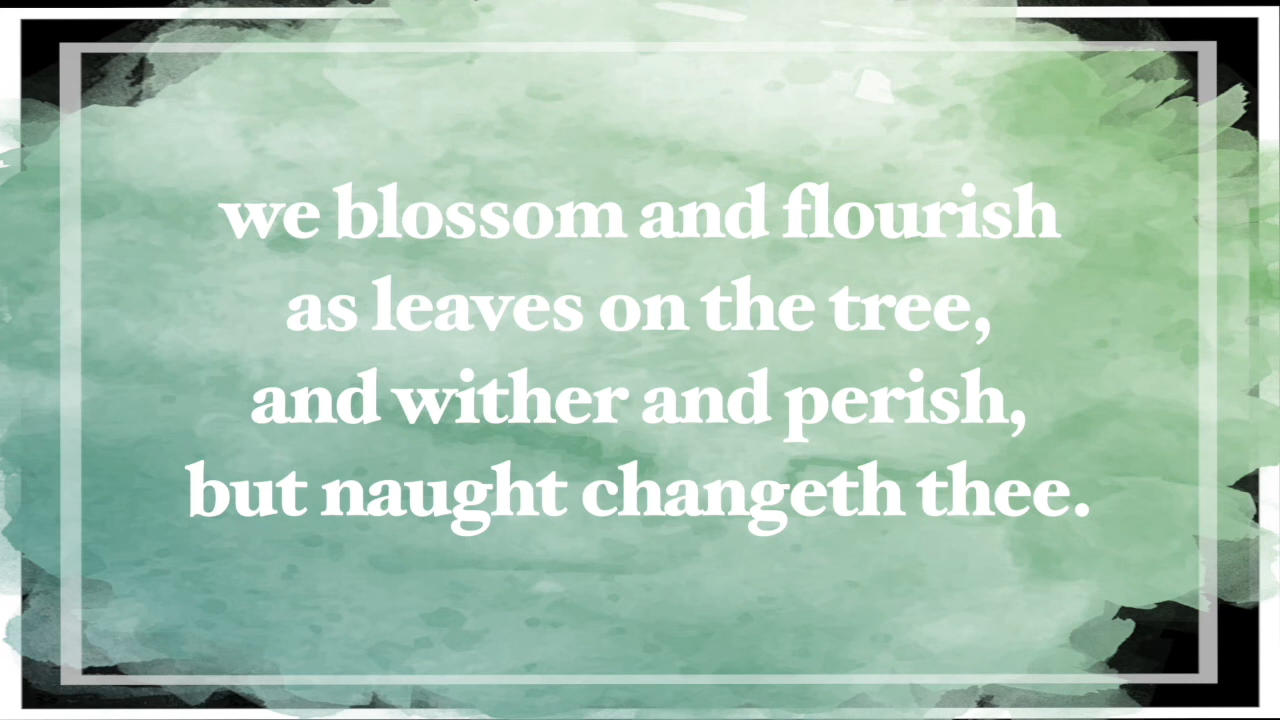 we blossom and flourish
as leaves on the tree,
and wither and perish,
but naught changeth thee.